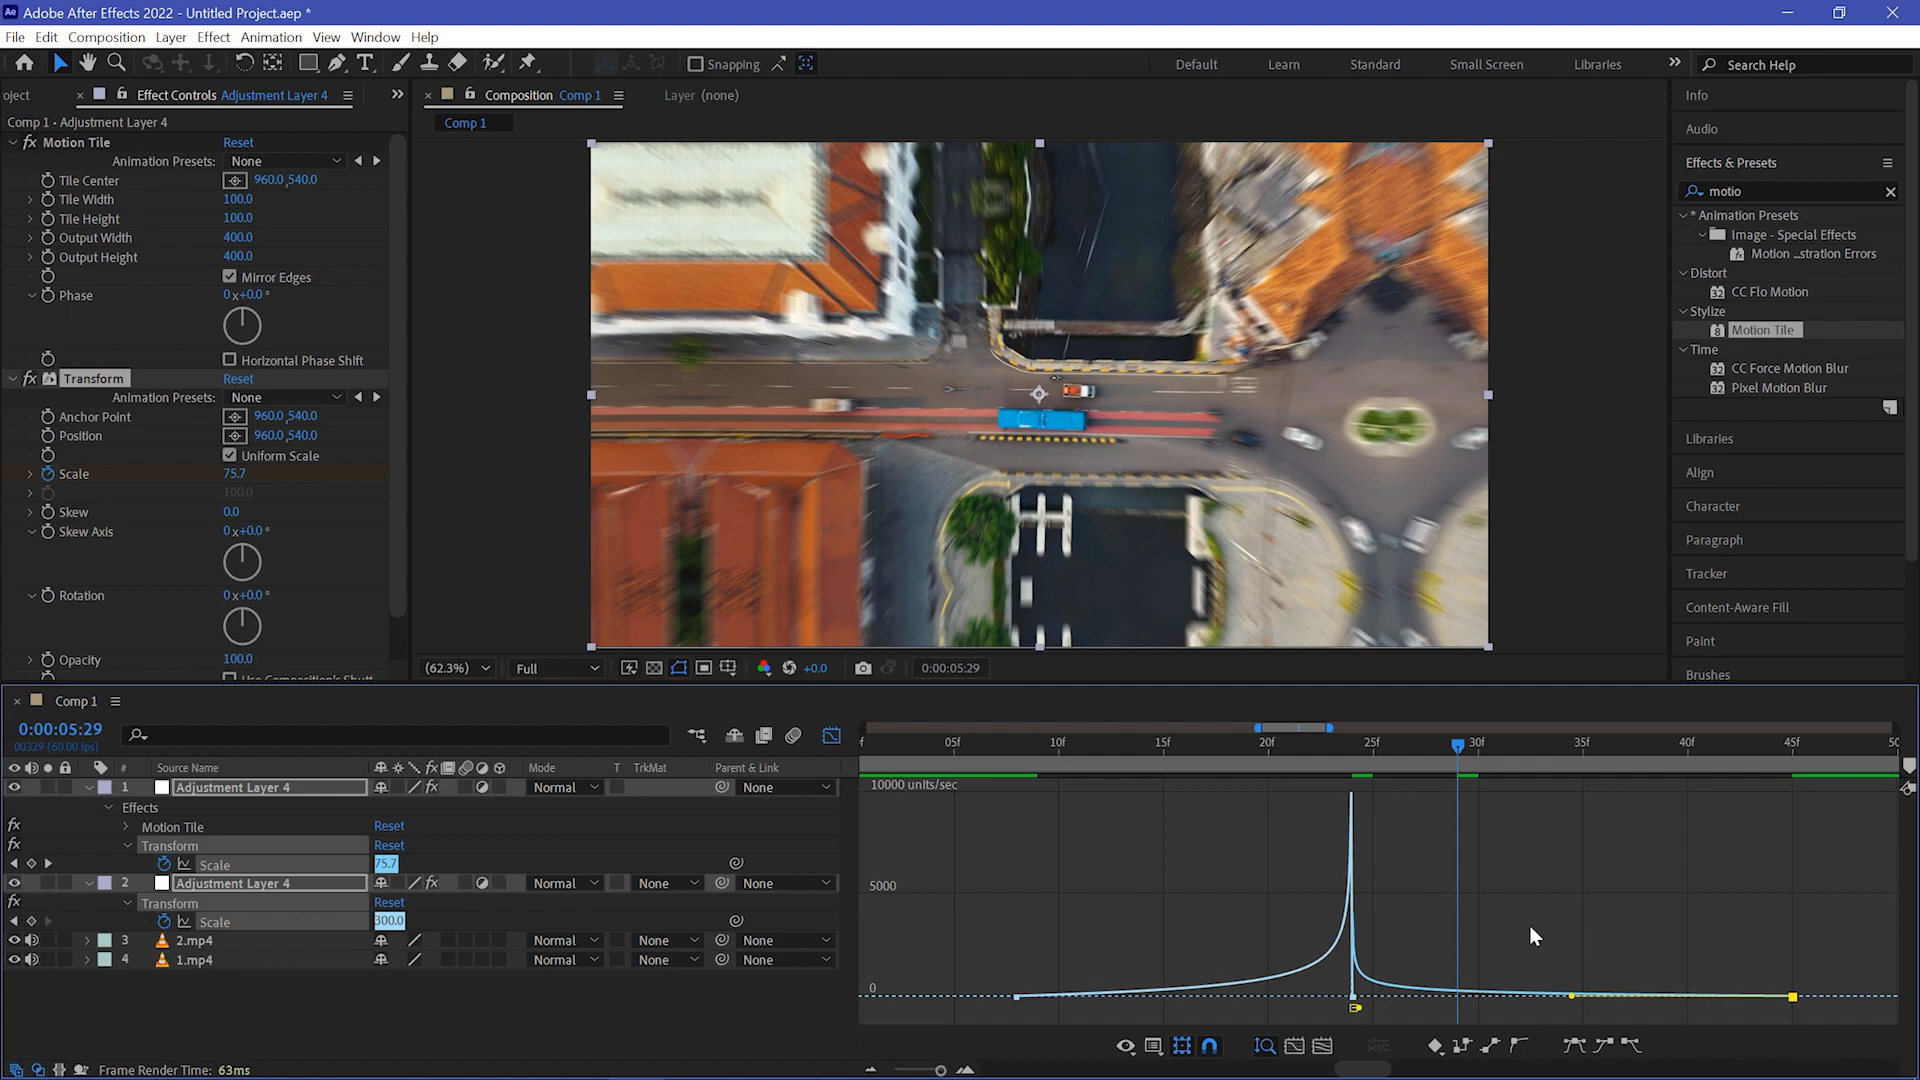 Adobe After Effects 2022 - Untitled Project.aep *
File Edit Composition Layer Effect Animation View Window Help
Snapping Default Learn Standard Small Screen Libraries Search Help
oject Effect Controls Adjustment Layer 4
Comp 1 • Adjustment Layer 4
fx Motion Tile Reset
Animation Presets: None
Tile Center 960.0,540.0
Tile Width 100.0
Tile Height 100.0
Output Width 400.0
Output Height 400.0
Mirror Edges
Phase 0x+0.0°
Horizontal Phase Shift
fx Transform Reset
Animation Presets: None
Anchor Point 960.0,540.0
Position 960.0,540.0
Uniform Scale
Scale 75.7
100.0
Skew 0.0
Skew Axis 0x+0.0°
Rotation 0x+0.0°
Opacity 100.0
Composition Comp 1 Layer (none)
Comp 1
(62.3%) Full +0.0 0:00:05:29
Info
Audio
Effects & Presets
motio
* Animation Presets
Image - Special Effects
Motion ...stration Errors
Distort
CC Flo Motion
Stylize
Motion Tile
Time
CC Force Motion Blur
Pixel Motion Blur
Libraries
Align
Character
Paragraph
Tracker
Content-Aware Fill
Paint
Brushes
Comp 1
0:00:05:29
00329 (60.00 fps)
# Source Name Mode T TrkMat Parent & Link
1 Adjustment Layer 4 fx Normal None
Effects
fx Motion Tile Reset
fx Transform Reset
Scale 75.7
2 Adjustment Layer 4 fx Normal None None
fx Transform Reset
Scale 300.0
3 2.mp4 Normal None None
4 1.mp4 Normal None None
Frame Render Time: 63ms
f 05f 10f 15f 20f 25f 30f 35f 40f 45f 50
10000 units/sec
5000
0